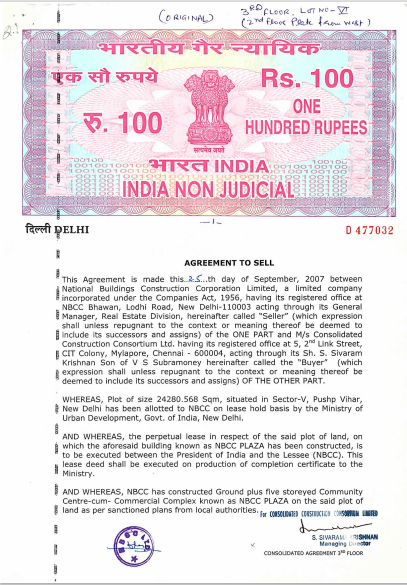 (ORIGINAL)
3RD FLOOR, LOT NO-VI
(2nd FLOOR Plate from west)
भारतीय गैर न्यायिक
एक सौ रुपये
Rs. 100
रु. 100
ONE
HUNDRED RUPEES
सत्यमेव जयते
भारत INDIA
INDIA NON JUDICIAL
दिल्ली DELHI
-1-
D 477032
AGREEMENT TO SELL
This Agreement is made this 25..th day of September, 2007 between
National Buildings Construction Corporation Limited, a limited company
incorporated under the Companies Act, 1956, having its registered office at
NBCC Bhawan, Lodhi Road, New Delhi-110003 acting through its General
Manager, Real Estate Division, hereinafter called "Seller" (which expression
shall unless repugnant to the context or meaning thereof be deemed to
include its successors and assigns) of the ONE PART and M/s Consolidated
Construction Consortium Ltd. having its registered office at 5, 2nd Link Street,
CIT Colony, Mylapore, Chennai - 600004, acting through its Sh. S. Sivaram
Krishnan Son of V S Subramoney hereinafter called the "Buyer" (which
expression shall unless repugnant to the context or meaning thereof be
deemed to include its successors and assigns) OF THE OTHER PART.
WHEREAS, Plot of size 24280.568 Sqm, situated in Sector-V, Pushp Vihar,
New Delhi has been allotted to NBCC on lease hold basis by the Ministry of
Urban Development, Govt. of India, New Delhi.
AND WHEREAS, the perpetual lease in respect of the said plot of land, on
which the aforesaid building known as NBCC PLAZA has been constructed, is
to be executed between the President of India and the Lessee (NBCC). This
lease deed shall be executed on production of completion certificate to the
Ministry.
AND WHEREAS, NBCC has constructed Ground plus five storeyed Community
Centre-cum- Commercial Complex known as NBCC PLAZA on the said plot of
land as per sanctioned plans from local authorities.
For CONSOLIDATED CONSTRUCTION CONSORTIUM LIMITED
S. SIVARAMAKRISHNAN
Managing Director
CONSOLIDATED AGREEMENT 3RD FLOOR